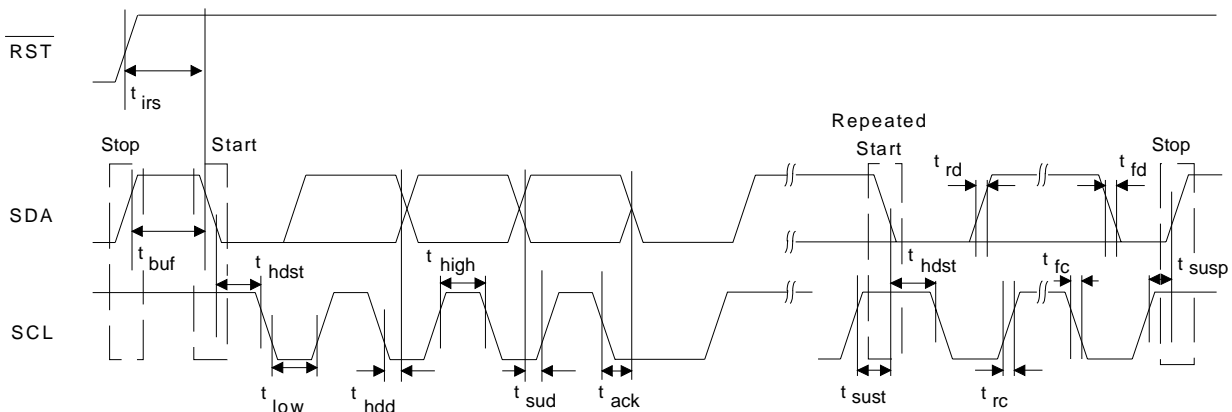 RST
t irs
Stop Start
Repeated
Start
Stop
t rd
t fd
SDA
t buf
t hdst
t high
t hdst
t fc
t susp
SCL
t low
t hdd
t sud
t ack
t sust
t rc